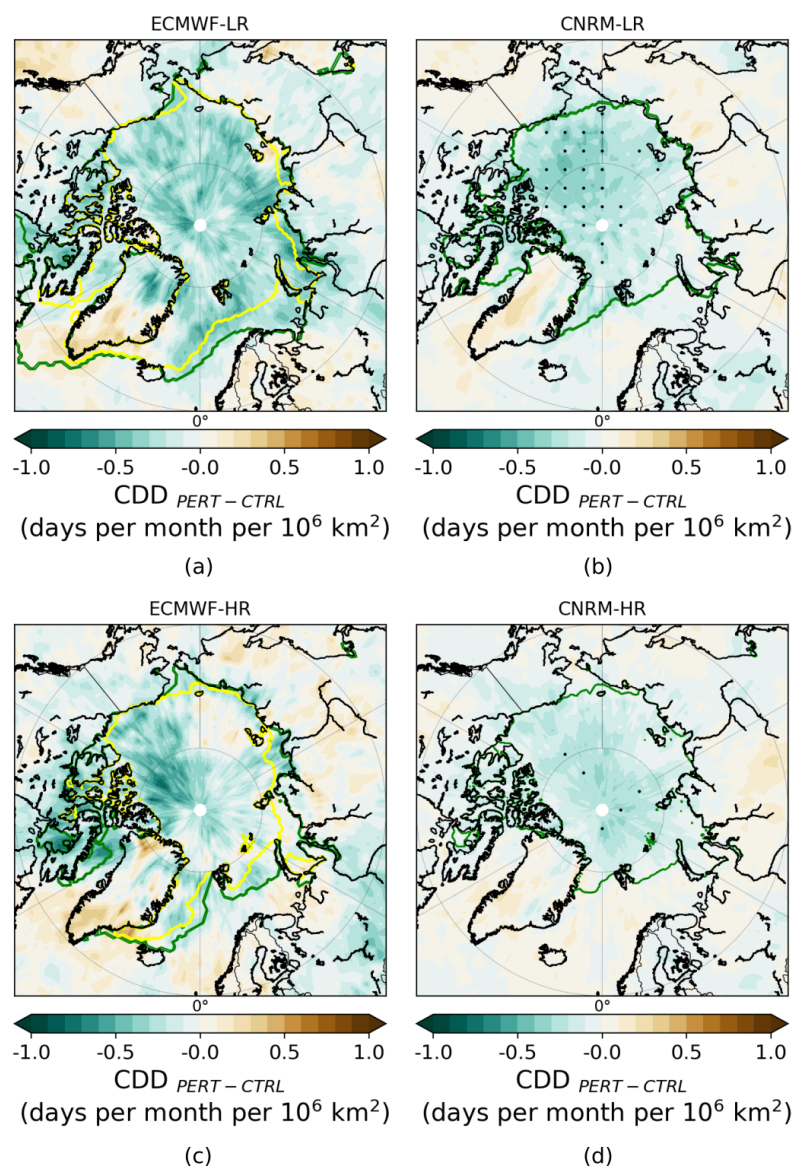 ECMWF-LR
CNRM-LR
0°
0°
-1.0 -0.5 -0.0 0.5 1.0
-1.0 -0.5 -0.0 0.5 1.0
CDD PERT−CTRL
(days per month per 10⁶ km²)
CDD PERT−CTRL
(days per month per 10⁶ km²)
(a)
(b)
ECMWF-HR
CNRM-HR
0°
0°
-1.0 -0.5 -0.0 0.5 1.0
-1.0 -0.5 -0.0 0.5 1.0
CDD PERT−CTRL
(days per month per 10⁶ km²)
CDD PERT−CTRL
(days per month per 10⁶ km²)
(c)
(d)